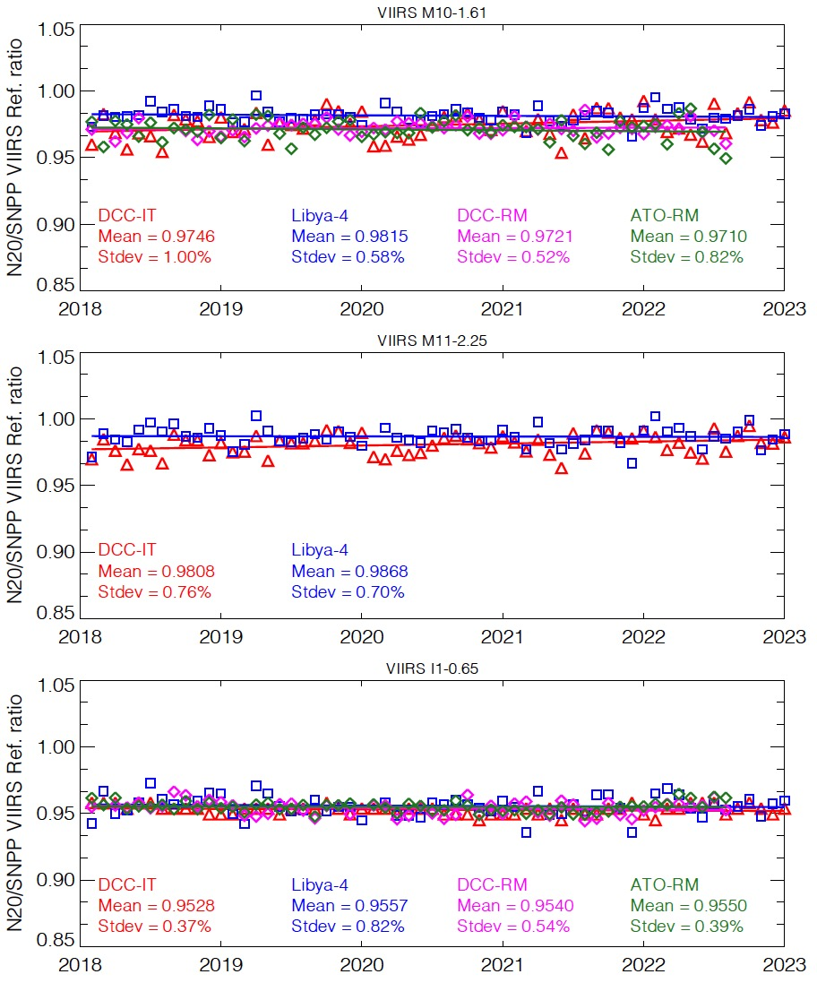 VIIRS M10-1.61
N20/SNPP VIIRS Ref. ratio
1.05
1.00
0.95
0.90
0.85
DCC-IT Libya-4 DCC-RM ATO-RM
Mean = 0.9746 Mean = 0.9815 Mean = 0.9721 Mean = 0.9710
Stdev = 1.00% Stdev = 0.58% Stdev = 0.52% Stdev = 0.82%
2018 2019 2020 2021 2022 2023
VIIRS M11-2.25
N20/SNPP VIIRS Ref. ratio
1.05
1.00
0.95
0.90
0.85
DCC-IT Libya-4
Mean = 0.9808 Mean = 0.9868
Stdev = 0.76% Stdev = 0.70%
2018 2019 2020 2021 2022 2023
VIIRS I1-0.65
N20/SNPP VIIRS Ref. ratio
1.05
1.00
0.95
0.90
0.85
DCC-IT Libya-4 DCC-RM ATO-RM
Mean = 0.9528 Mean = 0.9557 Mean = 0.9540 Mean = 0.9550
Stdev = 0.37% Stdev = 0.82% Stdev = 0.54% Stdev = 0.39%
2018 2019 2020 2021 2022 2023